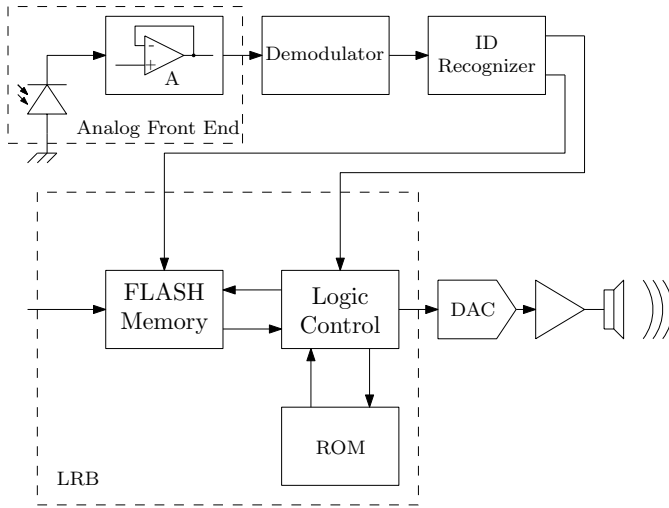 A
Analog Front End
Demodulator
ID
Recognizer
FLASH
Memory
Logic
Control
DAC
ROM
LRB